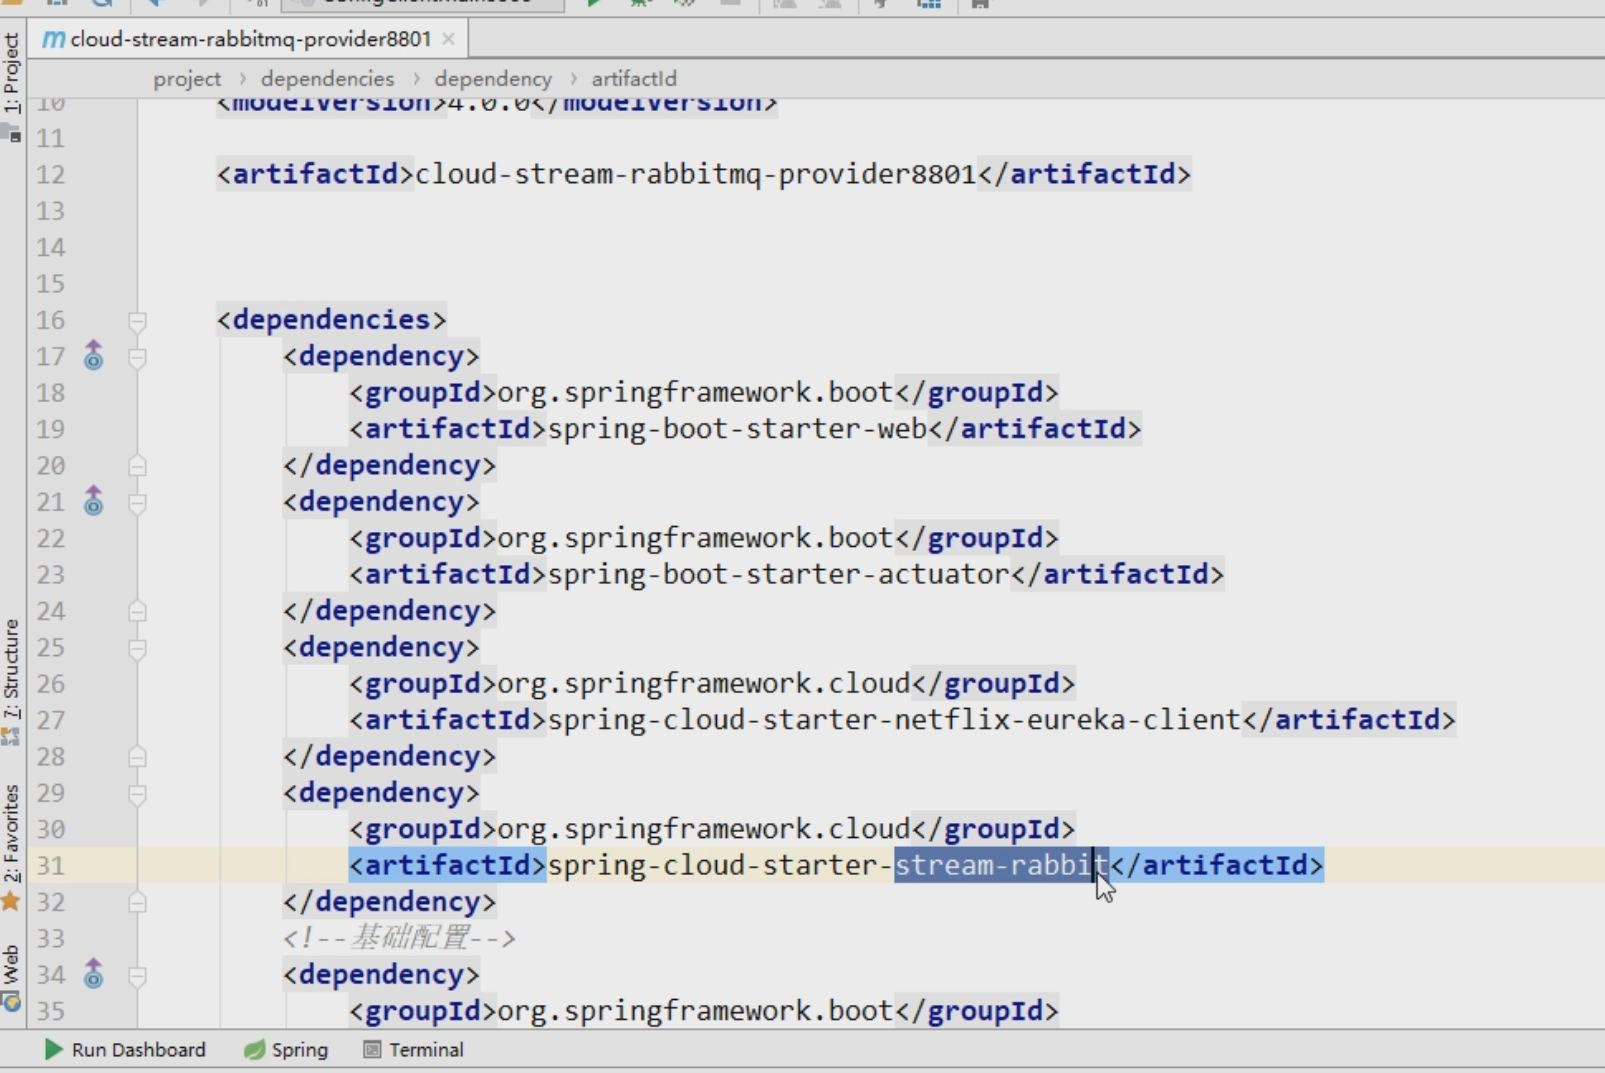 cloud-stream-rabbitmq-provider8801
project > dependencies > dependency > artifactId
10 <modelVersion>4.0.0</modelVersion>
11
12 <artifactId>cloud-stream-rabbitmq-provider8801</artifactId>
13
14
15
16 <dependencies>
17 <dependency>
18 <groupId>org.springframework.boot</groupId>
19 <artifactId>spring-boot-starter-web</artifactId>
20 </dependency>
21 <dependency>
22 <groupId>org.springframework.boot</groupId>
23 <artifactId>spring-boot-starter-actuator</artifactId>
24 </dependency>
25 <dependency>
26 <groupId>org.springframework.cloud</groupId>
27 <artifactId>spring-cloud-starter-netflix-eureka-client</artifactId>
28 </dependency>
29 <dependency>
30 <groupId>org.springframework.cloud</groupId>
31 <artifactId>spring-cloud-starter-stream-rabbit</artifactId>
32 </dependency>
33 <!--基础配置-->
34 <dependency>
35 <groupId>org.springframework.boot</groupId>
1: Project
7: Structure
2: Favorites
Web
Run Dashboard Spring Terminal